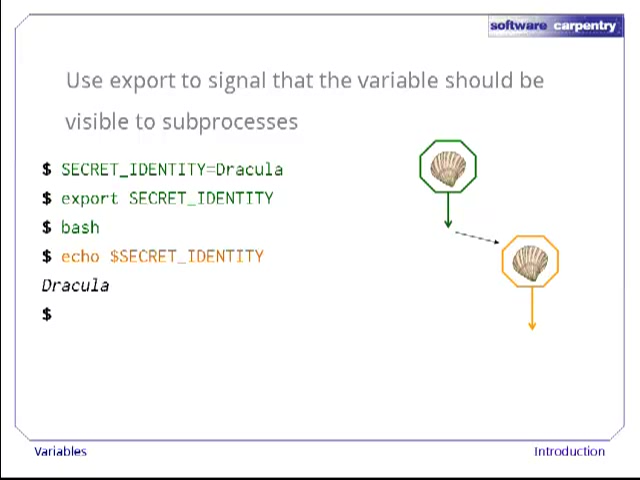 software carpentry
Use export to signal that the variable should be
visible to subprocesses
$ SECRET_IDENTITY=Dracula
$ export SECRET_IDENTITY
$ bash
$ echo $SECRET_IDENTITY
Dracula
$
Variables
Introduction